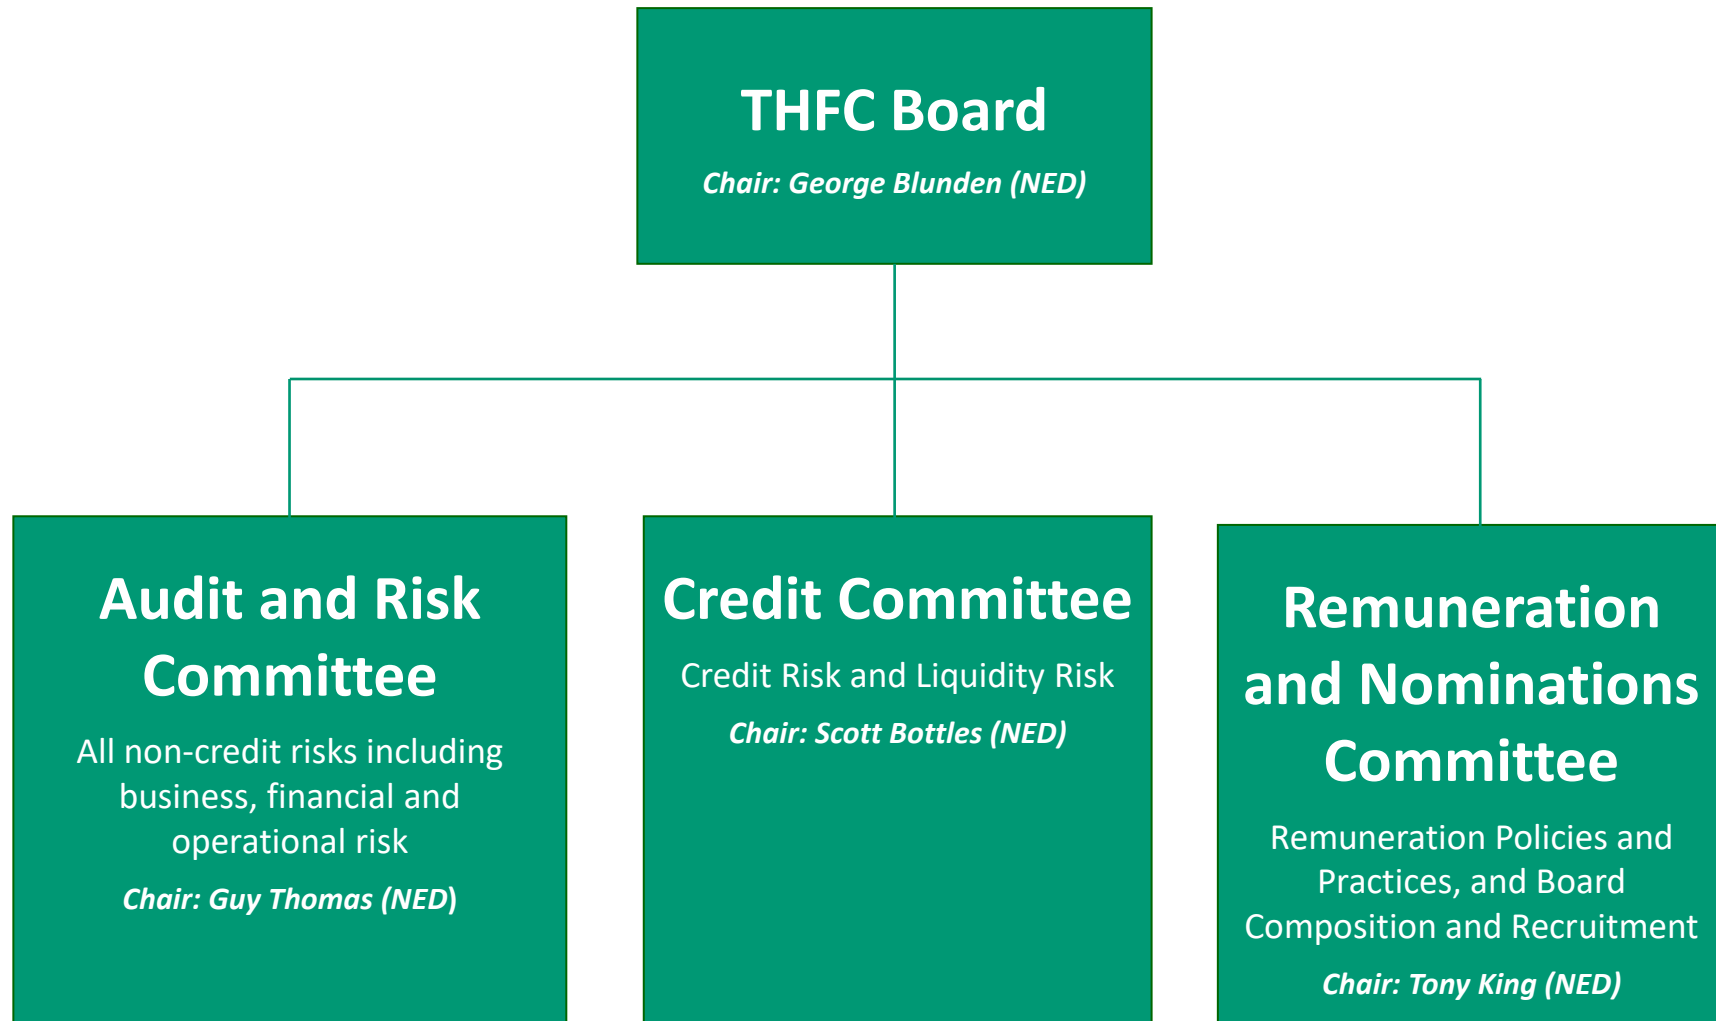 THFC Board
Chair: George Blunden (NED)
Audit and Risk
Committee
All non-credit risks including
business, financial and
operational risk
Chair: Guy Thomas (NED)
Credit Committee
Credit Risk and Liquidity Risk
Chair: Scott Bottles (NED)
Remuneration
and Nominations
Committee
Remuneration Policies and
Practices, and Board
Composition and Recruitment
Chair: Tony King (NED)